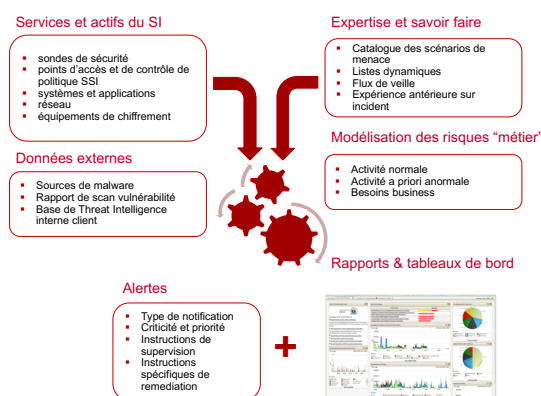 Services et actifs du SI
sondes de sécurité
points d'accès et de contrôle de
politique SSI
systèmes et applications
réseau
équipements de chiffrement
Données externes
Sources de malware
Rapport de scan vulnérabilité
Base de Threat Intelligence
interne client
Expertise et savoir faire
Catalogue des scénarios de
menace
Listes dynamiques
Flux de veille
Expérience antérieure sur
incident
Modélisation des risques "métier"
Activité normale
Activité a priori anormale
Besoins business
Alertes
Type de notification
Criticité et priorité
Instructions de
supervision
Instructions
spécifiques de
remediation
+
Rapports & tableaux de bord